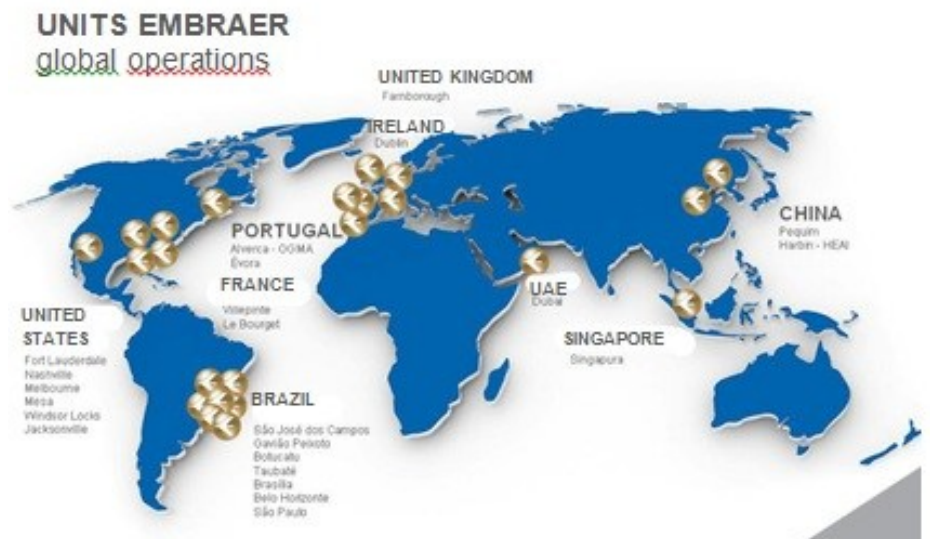 UNITS EMBRAER
global operations
UNITED KINGDOM
Farnborough
IRELAND
Dublin
PORTUGAL
Alverca - OGMA
Évora
FRANCE
Villepinte
Le Bourget
UNITED
STATES
Fort Lauderdale
Nashville
Melbourne
Mesa
Windsor Locks
Jacksonville
BRAZIL
São José dos Campos
Gavião Peixoto
Botucatu
Taubaté
Brasília
Belo Horizonte
São Paulo
UAE
Dubai
SINGAPORE
Singapura
CHINA
Pequim
Harbin - HEAI